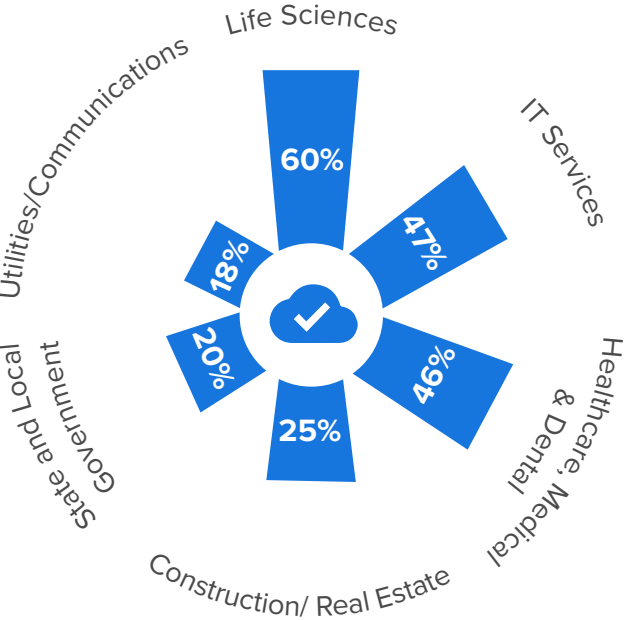 Life Sciences
60%
IT Services
47%
Healthcare, Medical
& Dental
46%
Construction/ Real Estate
25%
State and Local
Government
20%
Utilities/Communications
18%